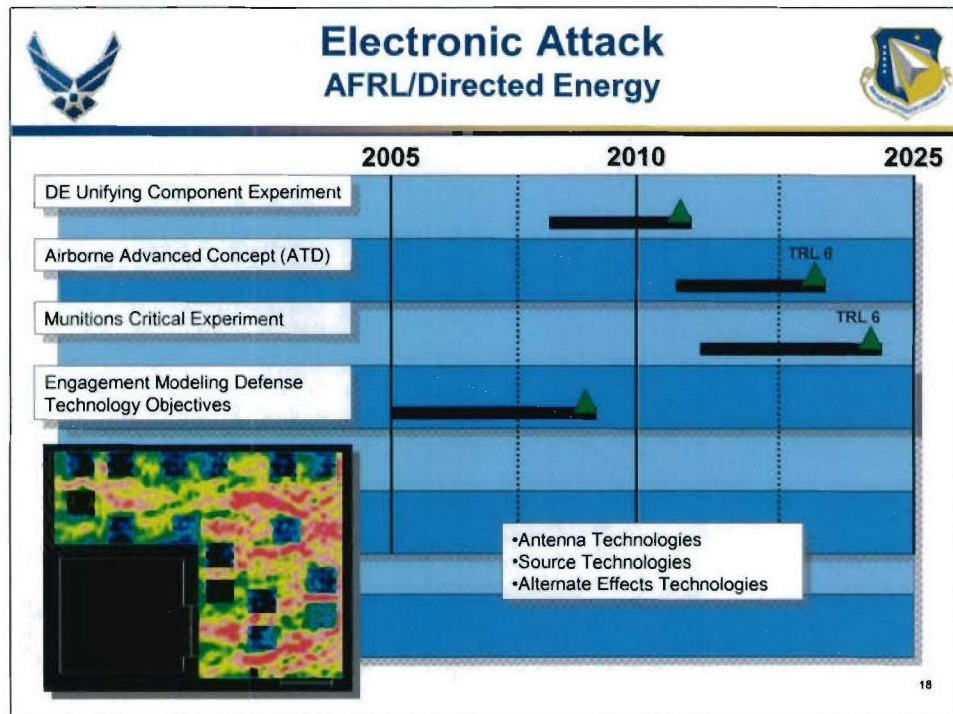 Electronic Attack
AFRL/Directed Energy
2005 2010 2025
DE Unifying Component Experiment
Airborne Advanced Concept (ATD)
TRL 6
Munitions Critical Experiment
TRL 6
Engagement Modeling Defense
Technology Objectives
•Antenna Technologies
•Source Technologies
•Alternate Effects Technologies
18